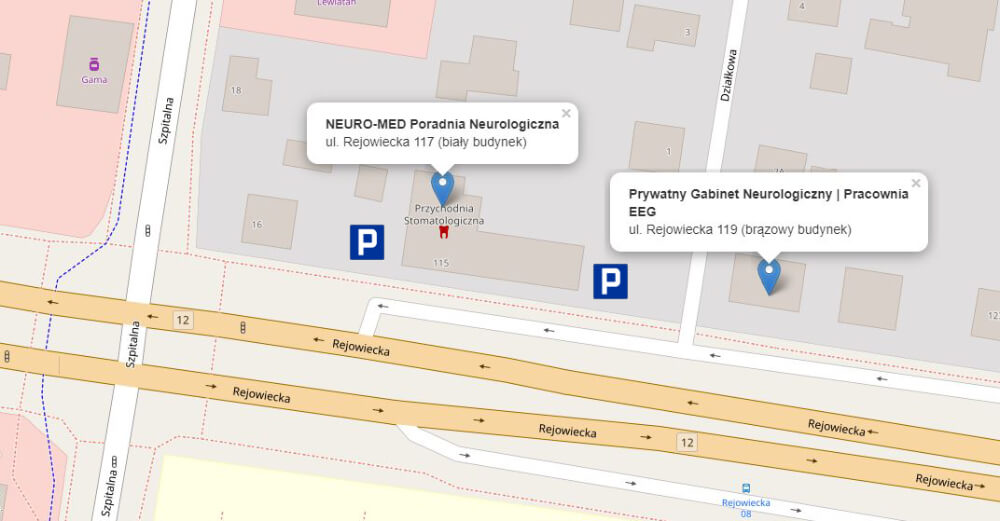 Lewiatan
4
3
Gama
18
Szpitalna
Działkowa
×
NEURO-MED Poradnia Neurologiczna
ul. Rejowiecka 117 (biały budynek)
1
2A
×
Prywatny Gabinet Neurologiczny | Pracownia
EEG
ul. Rejowiecka 119 (brązowy budynek)
16
Przychodnia
Stomatologiczna
P
115
P
12
Szpitalna
Rejowiecka
Rejowiecka
Rejowiecka
Rejowiecka
12
Szpitalna
Rejowiecka
Rejowiecka
08